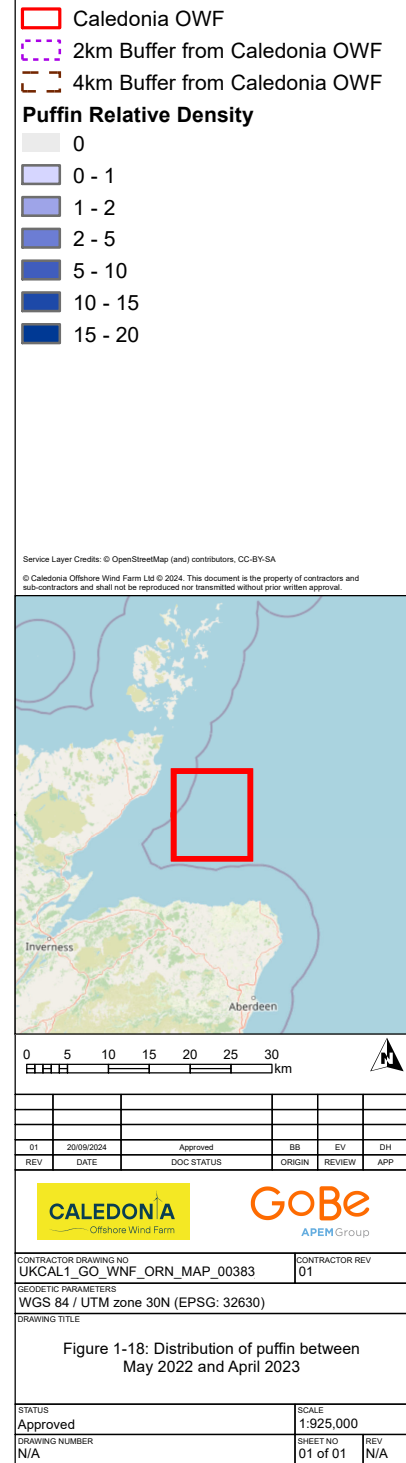 Caledonia OWF
2km Buffer from Caledonia OWF
4km Buffer from Caledonia OWF
Puffin Relative Density
0
0 - 1
1 - 2
2 - 5
5 - 10
10 - 15
15 - 20
Service Layer Credits: © OpenStreetMap (and) contributors, CC-BY-SA
© Caledonia Offshore Wind Farm Ltd © 2024. This document is the property of contractors and
sub-contractors and shall not be reproduced nor transmitted without prior written approval.
Inverness
Aberdeen
0 5 10 15 20 25 30
km
N
01 20/09/2024 Approved BB EV DH
REV DATE DOC STATUS ORIGIN REVIEW APP
CALEDONIA
Offshore Wind Farm
GoBe
APEMGroup
CONTRACTOR DRAWING NO CONTRACTOR REV
UKCAL1_GO_WNF_ORN_MAP_00383 01
GEODETIC PARAMETERS
WGS 84 / UTM zone 30N (EPSG: 32630)
DRAWING TITLE
Figure 1-18: Distribution of puffin between
May 2022 and April 2023
STATUS SCALE
Approved 1:925,000
DRAWING NUMBER SHEET NO REV
N/A 01 of 01 N/A